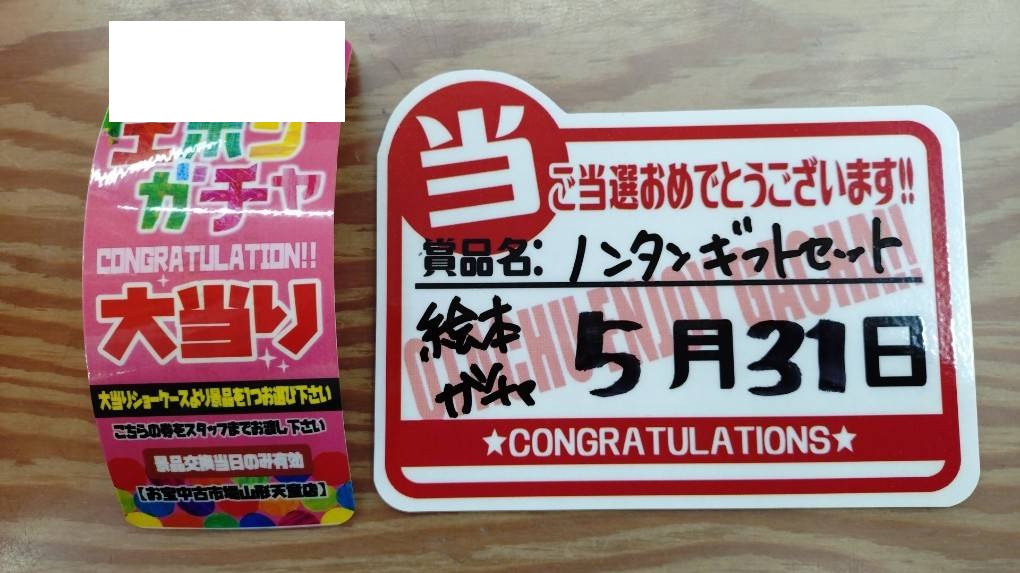 ガチャ
CONGRATULATION!!
大当り
大当りショーケースより景品を1つお選び下さい
こちらの券をスタッフまでお渡し下さい
景品交換当日のみ有効
【お宝中古市場山形天童店】
当
ご当選おめでとうございます!!
賞品名: ノンタンギフトセット
絵本
ガチャ
5月31日
★CONGRATULATIONS★